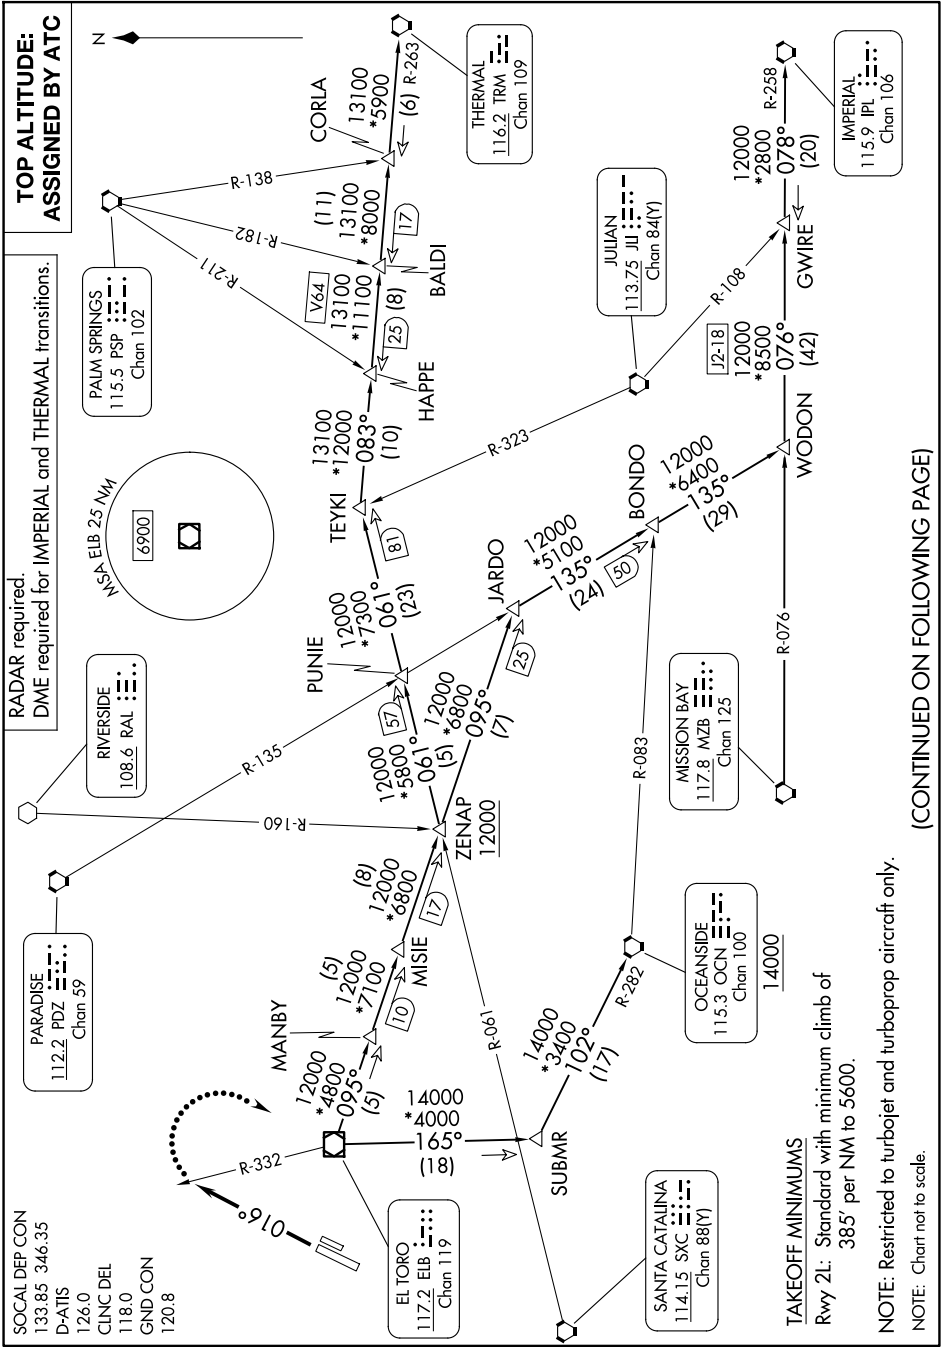 SOCAL DEP CON
133.85 346.35
D-ATIS
126.0
CLNC DEL
118.0
GND CON
120.8
PARADISE
112.2 PDZ
Chan 59
RIVERSIDE
108.6 RAL
RADAR required.
DME required for IMPERIAL and THERMAL transitions.
TOP ALTITUDE:
ASSIGNED BY ATC
MSA ELB 25 NM
6900
PALM SPRINGS
115.5 PSP
Chan 102
N
R-332
016°
R-135
R-160
R-211
R-182
R-138
MANBY
PUNIE
TEYKI
CORLA
12000
*4800
095°
(5)
(5)
12000
*7100
10
MISIE
(8)
12000
*6800
17
ZENAP
12000
12000
*5800
061°
(5)
57
12000
*7300
061°
(23)
81
13100
*12000
083°
(10)
HAPPE
V64
13100
*11100
(8)
25
BALDI
(11)
13100
*8000
17
13100
*5900
(6)
R-263
THERMAL
116.2 TRM
Chan 109
EL TORO
117.2 ELB
Chan 119
14000
*4000
165°
(18)
SUBMR
R-061
14000
*3400
102°
(17)
R-282
12000
*6800
095°
(7)
25
JARDO
12000
*5100
135°
(24)
50
BONDO
R-323
12000
*6400
135°
(29)
WODON
JULIAN
113.75 JLI
Chan 84(Y)
R-108
J2-18
12000
*8500
076°
(42)
GWIRE
12000
*2800
078°
(20)
R-258
IMPERIAL
115.9 IPL
Chan 106
R-083
R-076
SANTA CATALINA
114.15 SXC
Chan 88(Y)
OCEANSIDE
115.3 OCN
Chan 100
14000
MISSION BAY
117.8 MZB
Chan 125
TAKEOFF MINIMUMS
Rwy 2L: Standard with minimum climb of
385' per NM to 5600.
NOTE: Restricted to turbojet and turboprop aircraft only.
NOTE: Chart not to scale.
(CONTINUED ON FOLLOWING PAGE)